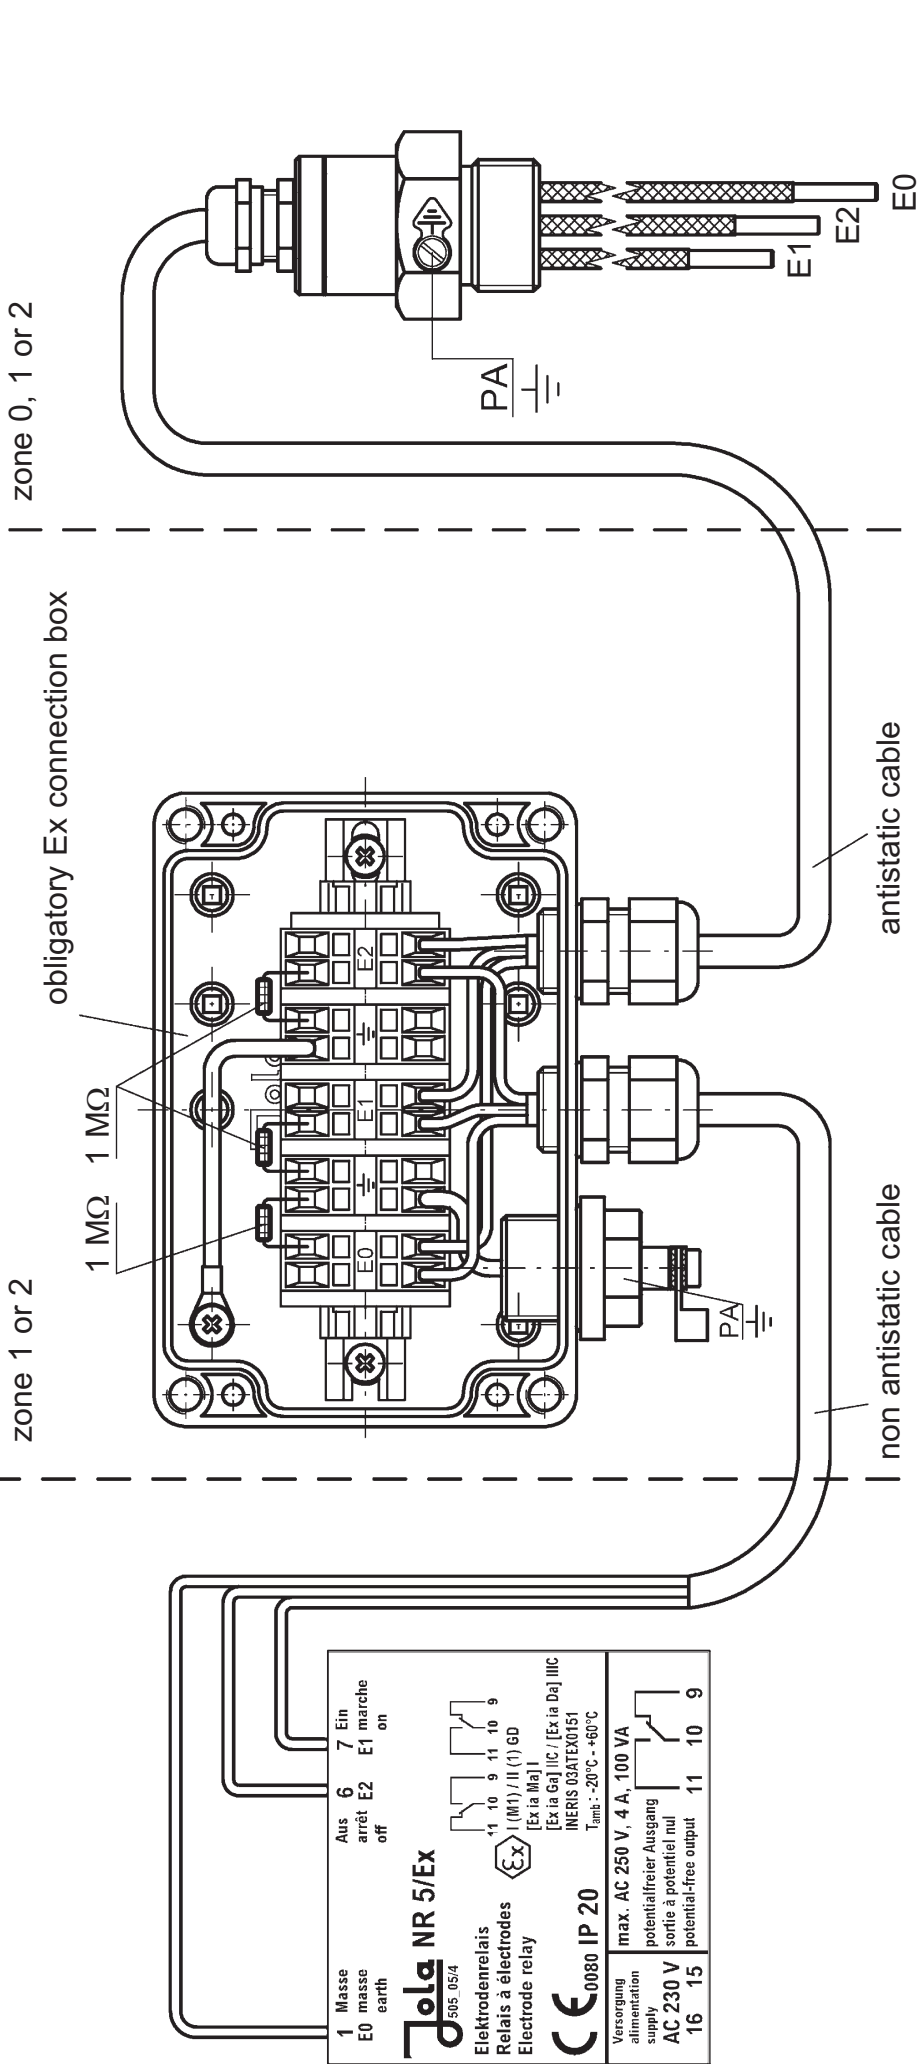 zone 1 or 2
zone 0, 1 or 2
obligatory Ex connection box
1 MΩ
1 MΩ
E0
E1
E2
Jola
PA
PA
E1
E2
E0
non antistatic cable
antistatic cable
1 Masse
E0 masse
earth
Aus 6
arrêt E2
off
7 Ein
E1 marche
on
Jola NR 5/Ex
505_05/4
Elektrodenrelais
Relais à électrodes
Electrode relay
CE 0080 IP 20
11 10 9
11 10 9
Ex
I (M1) / II (1) GD
[Ex ia Ma] I
[Ex ia Ga] IIC / [Ex ia Da] IIIC
INERIS 03ATEX0151
Tamb : -20°C - +60°C
Versorgung
alimentation
supply
AC 230 V
16 15
max. AC 250 V, 4 A, 100 VA
potentialfreier Ausgang
sortie à potentiel nul
potential-free output
11 10 9